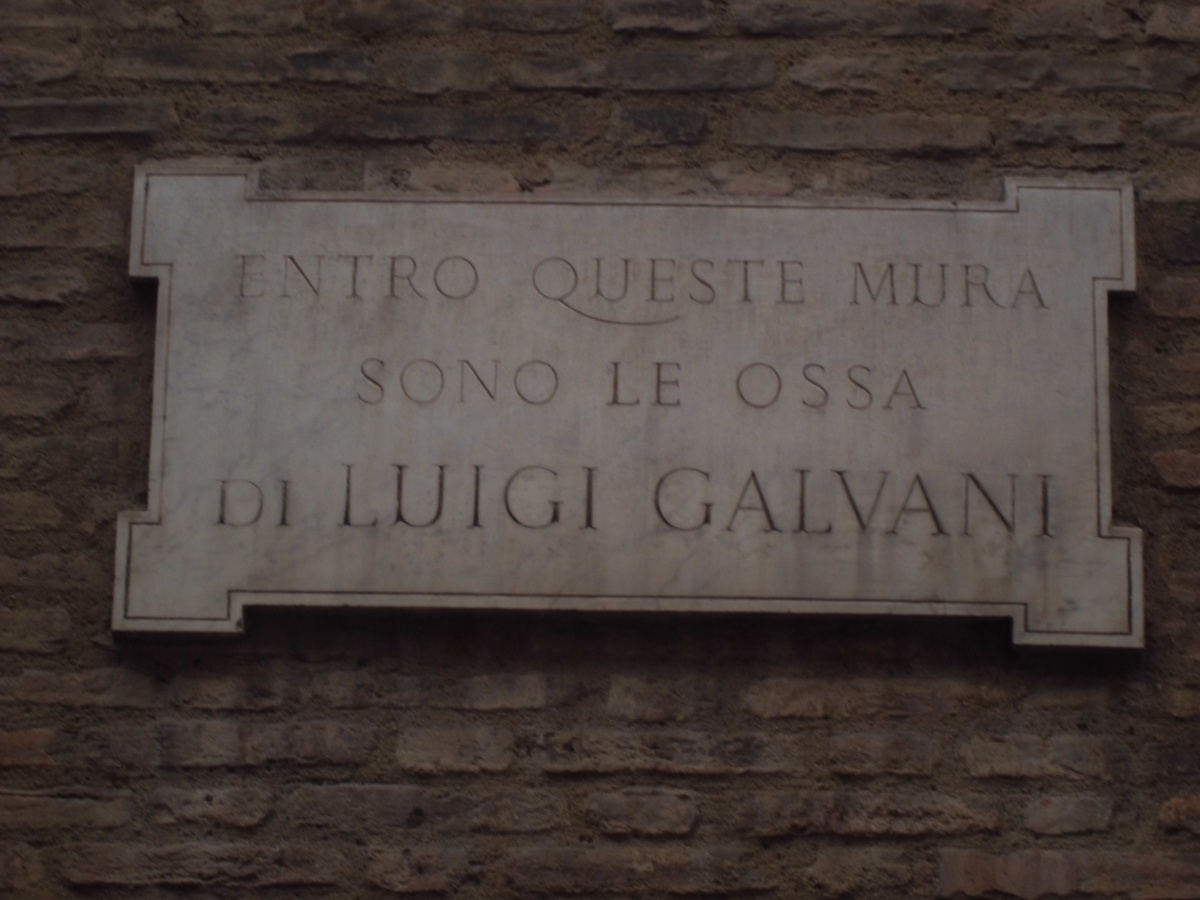 ENTRO QUESTE MURA
SONO LE OSSA
DI LUIGI GALVANI